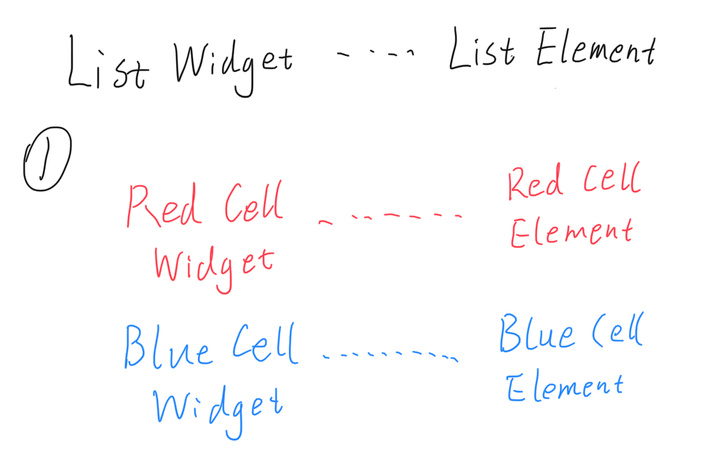 List Widget ----- List Element
①
Red Cell ------- Red Cell
Widget Element
Blue Cell .......... Blue Cell
Widget Element